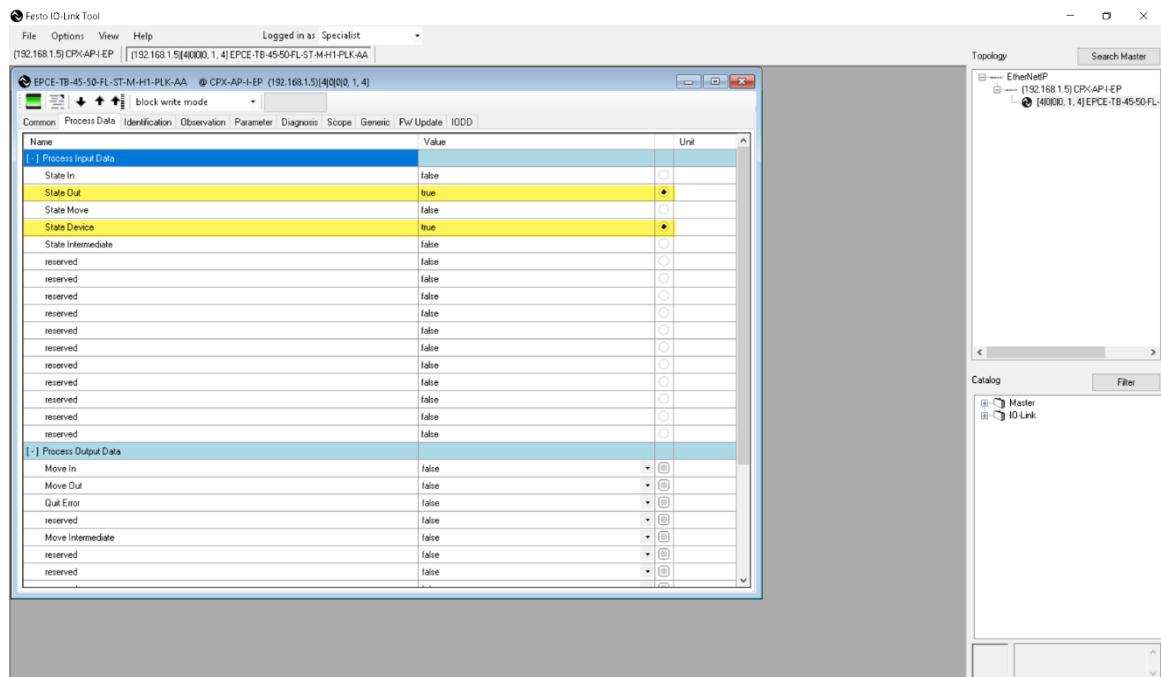 Festo IO-Link Tool
File Options View Help Logged in as Specialist
(192.168.1.5) CPX-AP-I-EP (192.168.1.5)[4|0|0|0, 1, 4] EPCE-TB-45-50-FL-ST-M-H1-PLK-AA
EPCE-TB-45-50-FL-ST-M-H1-PLK-AA @ CPX-AP-I-EP (192.168.1.5)[4|0|0|0, 1, 4]
block write mode
Common Process Data Identification Observation Parameter Diagnosis Scope Generic FW Update IODD
Name Value Unit
[-] Process Input Data
State In false
State Out true
State Move false
State Device true
State Intermediate false
reserved false
reserved false
reserved false
reserved false
reserved false
reserved false
reserved false
reserved false
reserved false
reserved false
reserved false
[-] Process Output Data
Move In false
Move Out false
Quit Error false
reserved false
Move Intermediate false
reserved false
reserved false
Topology Search Master
EtherNetIP
(192.168.1.5) CPX-AP-I-EP
[4|0|0|0, 1, 4] EPCE-TB-45-50-FL-
Catalog Filter
Master
IO-Link